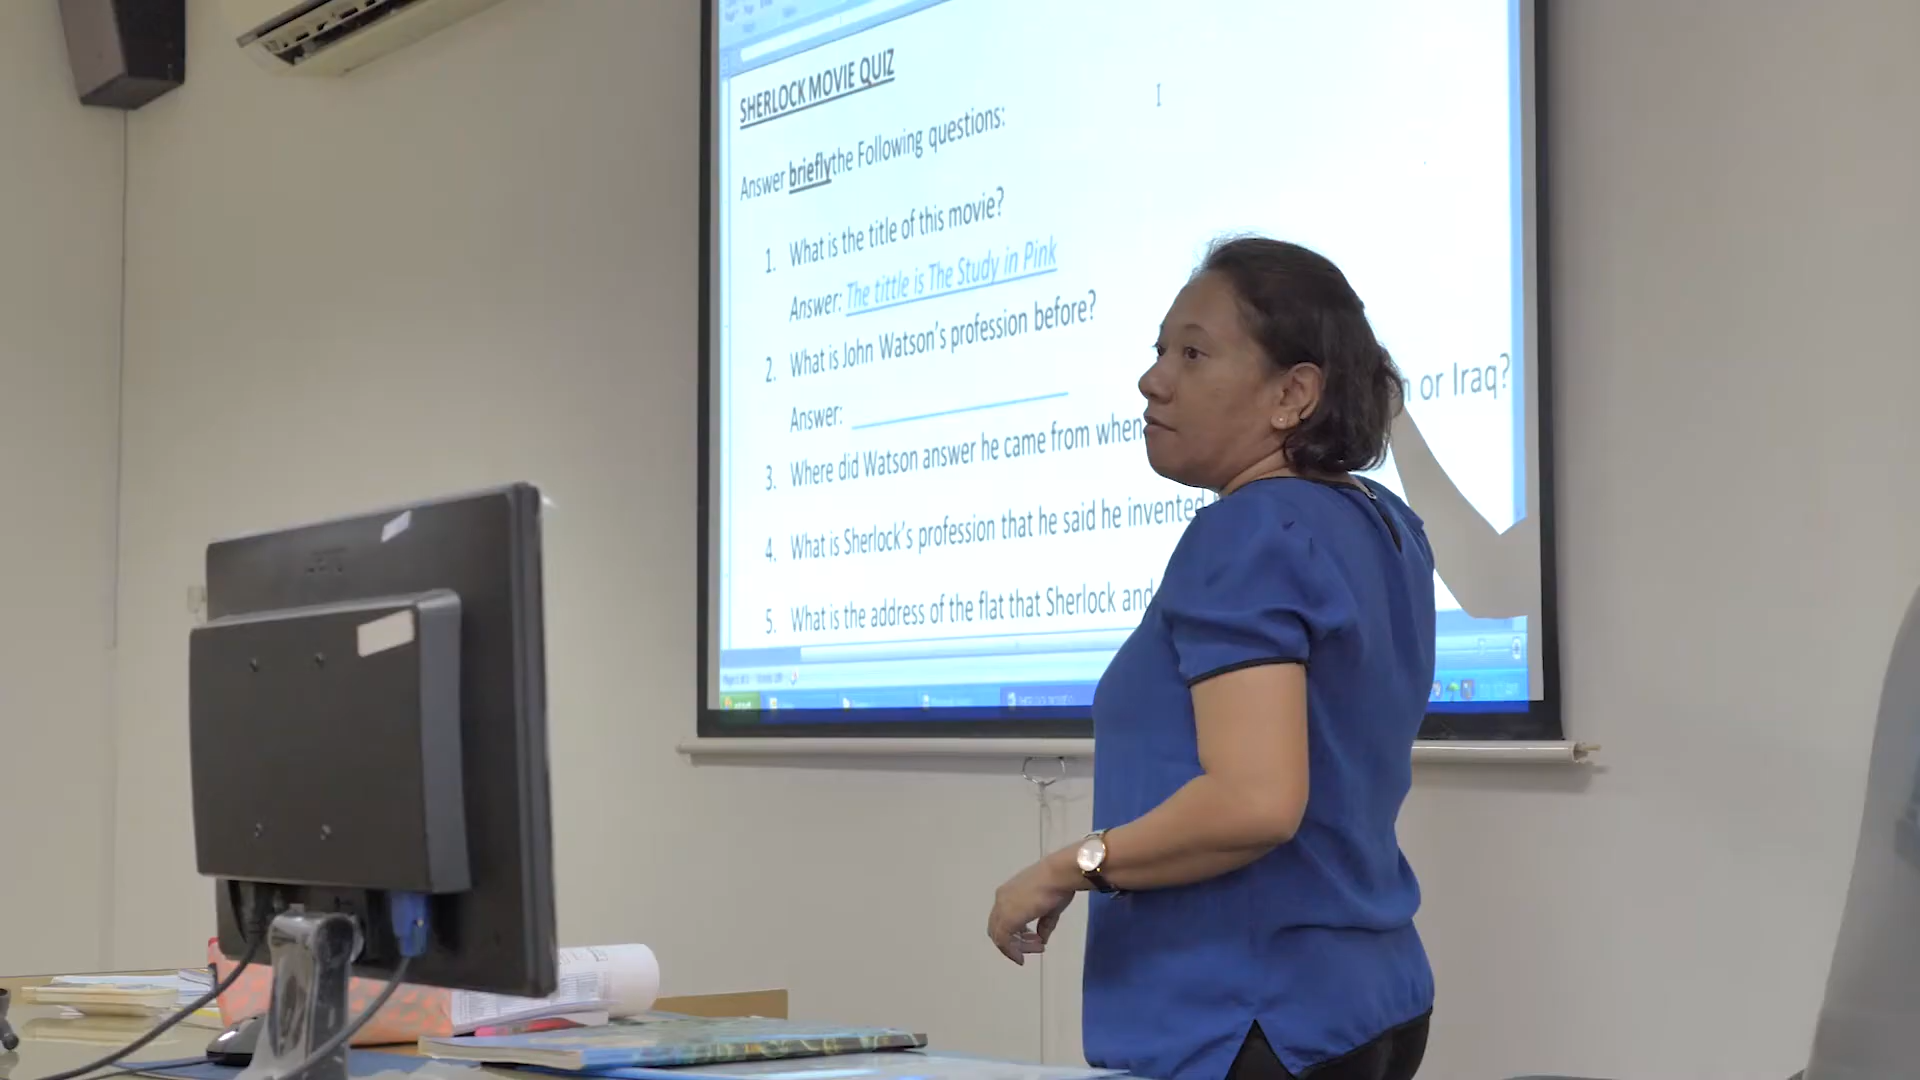 SHERLOCK MOVIE QUIZ
Answer brieflythe Following questions:
1. What is the title of this movie?
Answer: The tittle is The Study in Pink
2. What is John Watson's profession before?
Answer:
3. Where did Watson answer he came from when or Iraq?
4. What is Sherlock's profession that he said he invented
5. What is the address of the flat that Sherlock and